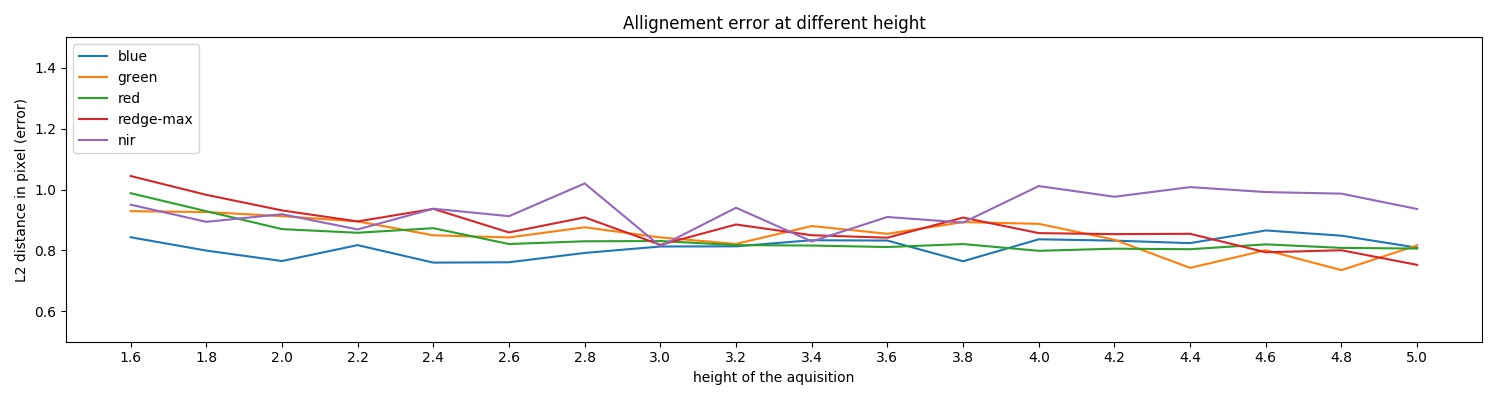 Allignement error at different height
blue
green
red
redge-max
nir
L2 distance in pixel (error)
1.4
1.2
1.0
0.8
0.6
1.6 1.8 2.0 2.2 2.4 2.6 2.8 3.0 3.2 3.4 3.6 3.8 4.0 4.2 4.4 4.6 4.8 5.0
height of the aquisition